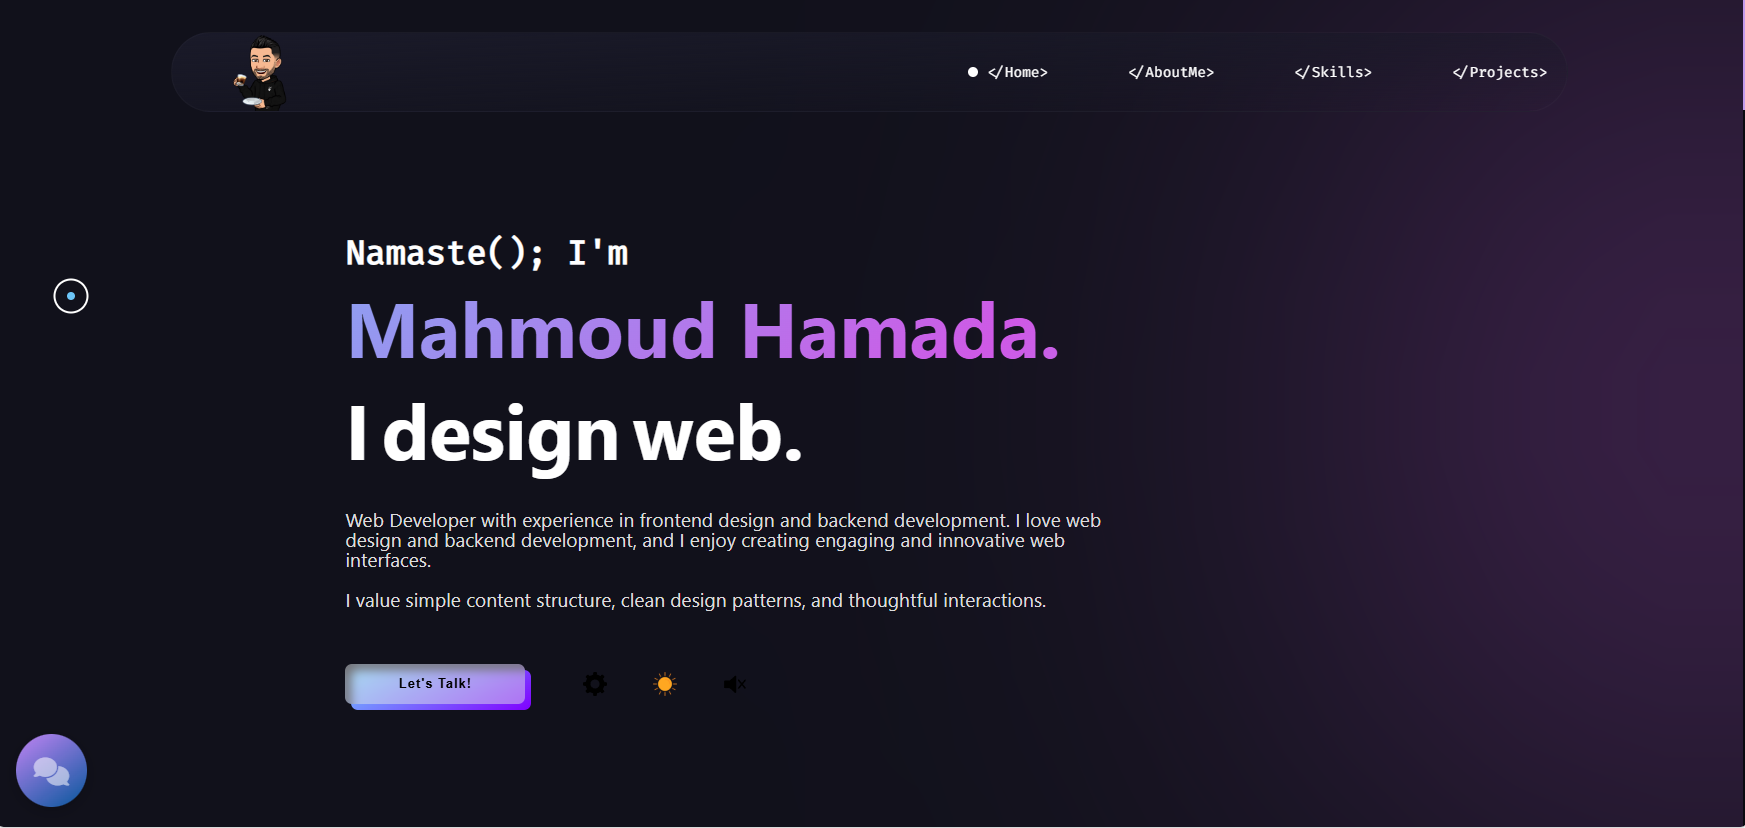 </Home>
</AboutMe>
</Skills>
</Projects>
Namaste(); I'm
Mahmoud Hamada.
I design web.
Web Developer with experience in frontend design and backend development. I love web
design and backend development, and I enjoy creating engaging and innovative web
interfaces.
I value simple content structure, clean design patterns, and thoughtful interactions.
Let's Talk!